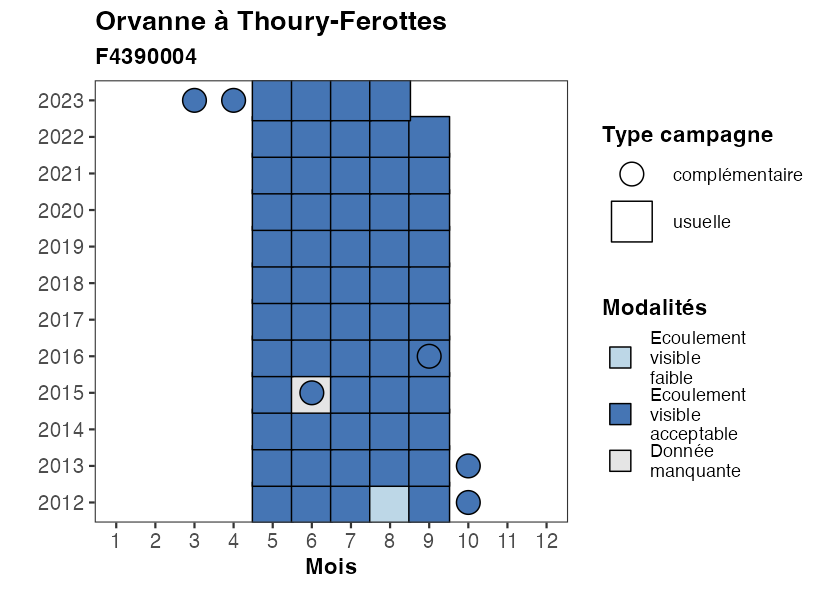 Orvanne à Thoury-Ferottes
F4390004
2023
2022
2021
2020
2019
2018
2017
2016
2015
2014
2013
2012
1 2 3 4 5 6 7 8 9 10 11 12
Mois
Type campagne
complémentaire
usuelle
Modalités
Ecoulement
visible
faible
Ecoulement
visible
acceptable
Donnée
manquante